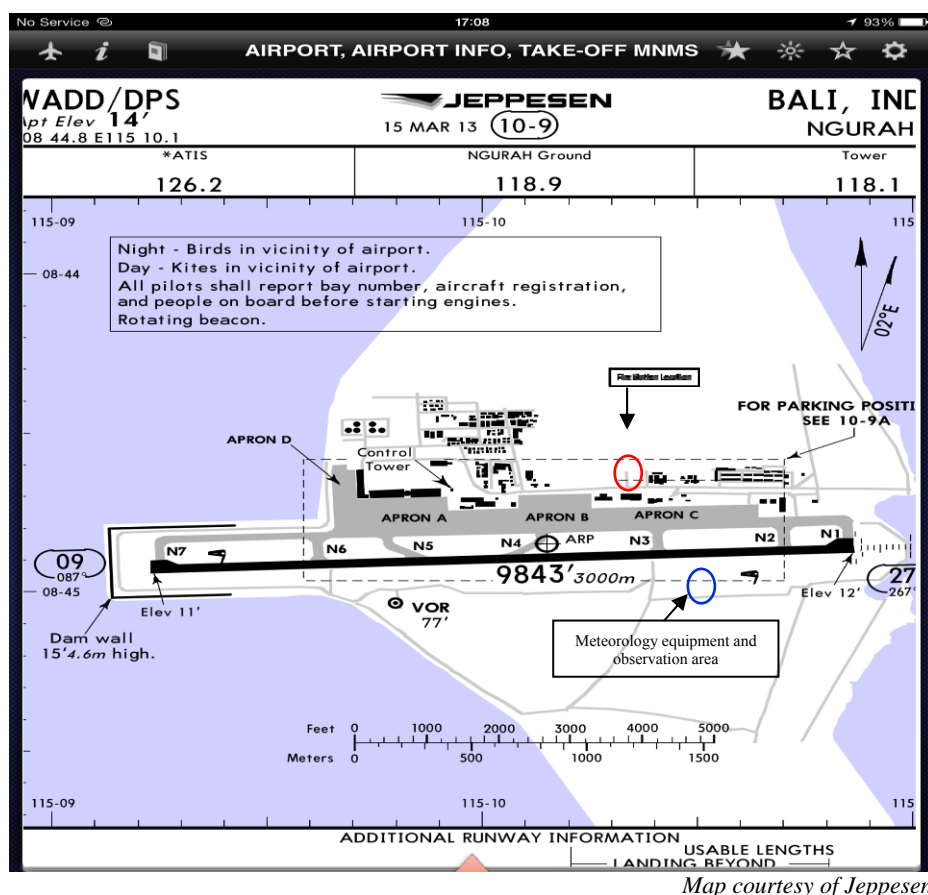 No Service 17:08 93%
AIRPORT, AIRPORT INFO, TAKE-OFF MNMS
WADD/DPS JEPPESEN BALI, IND
Apt Elev 14' 15 MAR 13 10-9 NGURAH
08 44.8 E115 10.1
*ATIS NGURAH Ground Tower
126.2 118.9 118.1
115-09 115-10 115
Night - Birds in vicinity of airport.
Day - Kites in vicinity of airport.
All pilots shall report bay number, aircraft registration,
and people on board before starting engines.
Rotating beacon.
08-44
02°E
Fire Station Location
FOR PARKING POSITI
SEE 10-9A
APRON D
Control
Tower
APRON A APRON B APRON C
N7 N6 N5 N4 ARP N3 N2 N1
09
087°
9843' 3000m
27
267°
08-45
Elev 11' Elev 12'
VOR
77'
Dam wall
15' 4.6m high.
Meteorology equipment and
observation area
Feet 0 1000 2000 3000 4000 5000
Meters 0 500 1000 1500
115-09 115-10 115
ADDITIONAL RUNWAY INFORMATION
USABLE LENGTHS
LANDING BEYOND
Map courtesy of Jeppesen